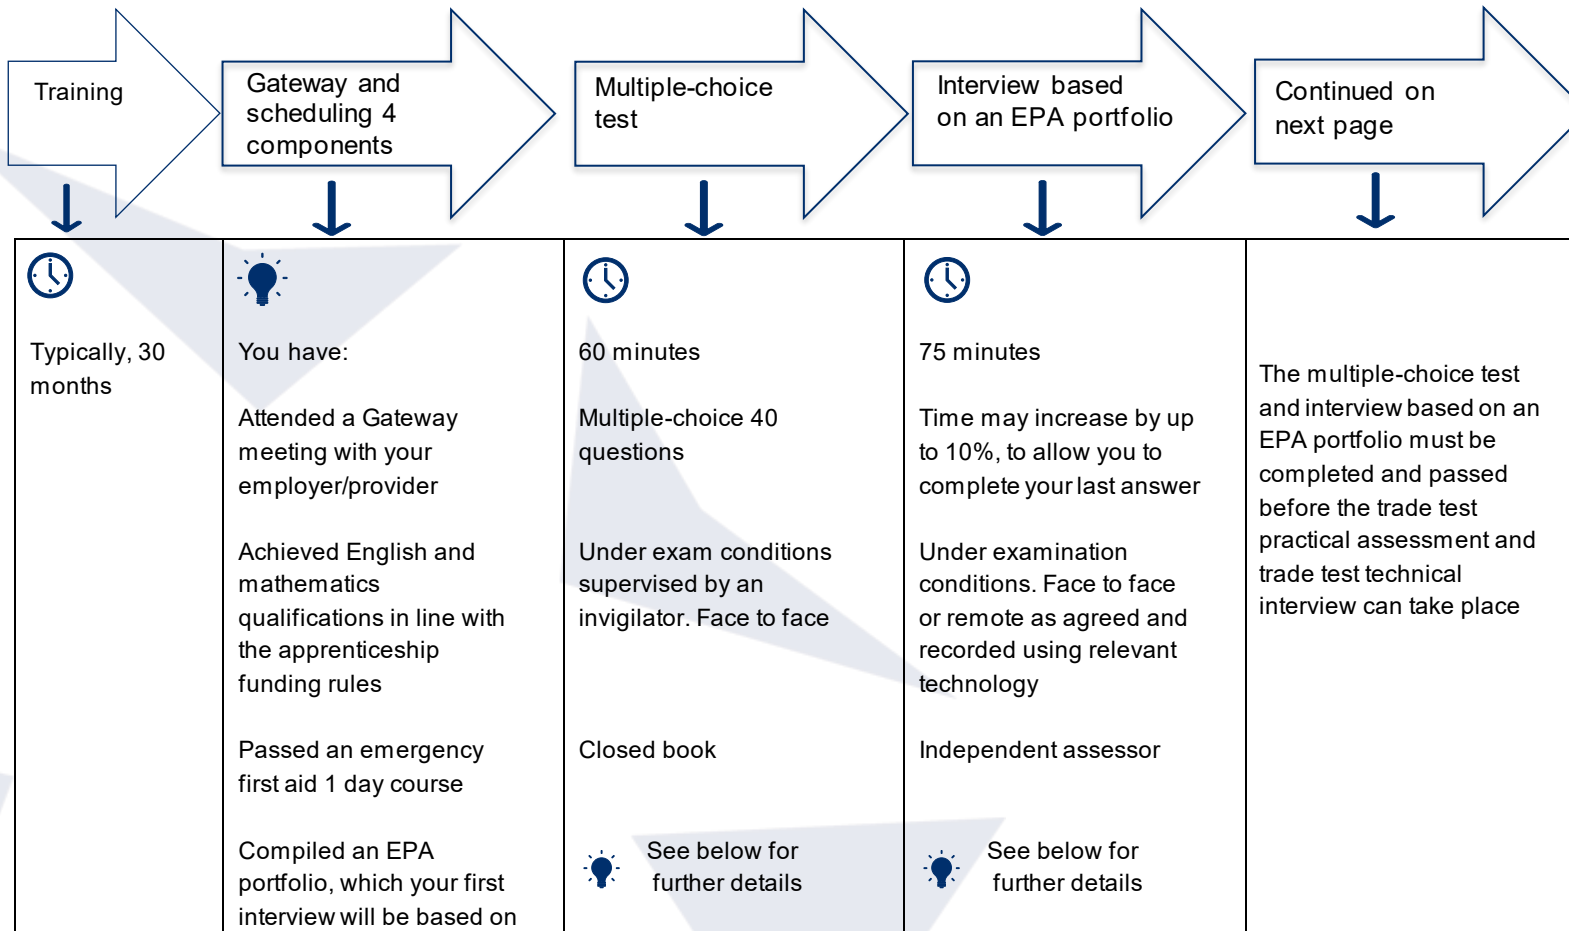 Training
Gateway and
scheduling 4
components
Multiple-choice
test
Interview based
on an EPA portfolio
Continued on
next page
Typically, 30
months
You have:
Attended a Gateway
meeting with your
employer/provider
Achieved English and
mathematics
qualifications in line with
the apprenticeship
funding rules
Passed an emergency
first aid 1 day course
Compiled an EPA
portfolio, which your first
interview will be based on
60 minutes
Multiple-choice 40
questions
Under exam conditions
supervised by an
invigilator. Face to face
Closed book
See below for
further details
75 minutes
Time may increase by up
to 10%, to allow you to
complete your last answer
Under examination
conditions. Face to face
or remote as agreed and
recorded using relevant
technology
Independent assessor
See below for
further details
The multiple-choice test
and interview based on an
EPA portfolio must be
completed and passed
before the trade test
practical assessment and
trade test technical
interview can take place